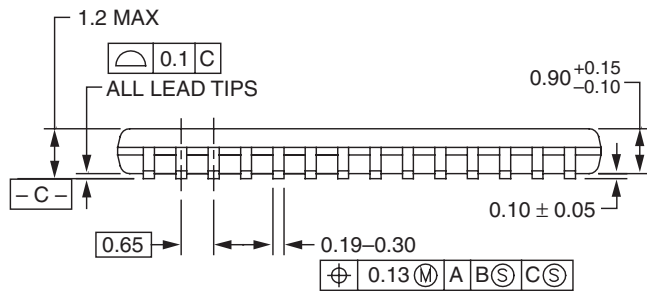 1.2 MAX
⌓ 0.1 C
ALL LEAD TIPS
0.90 +0.15 –0.10
– C –
0.10 ± 0.05
0.65
0.19–0.30
⌖ 0.13 Ⓜ A B Ⓢ C Ⓢ